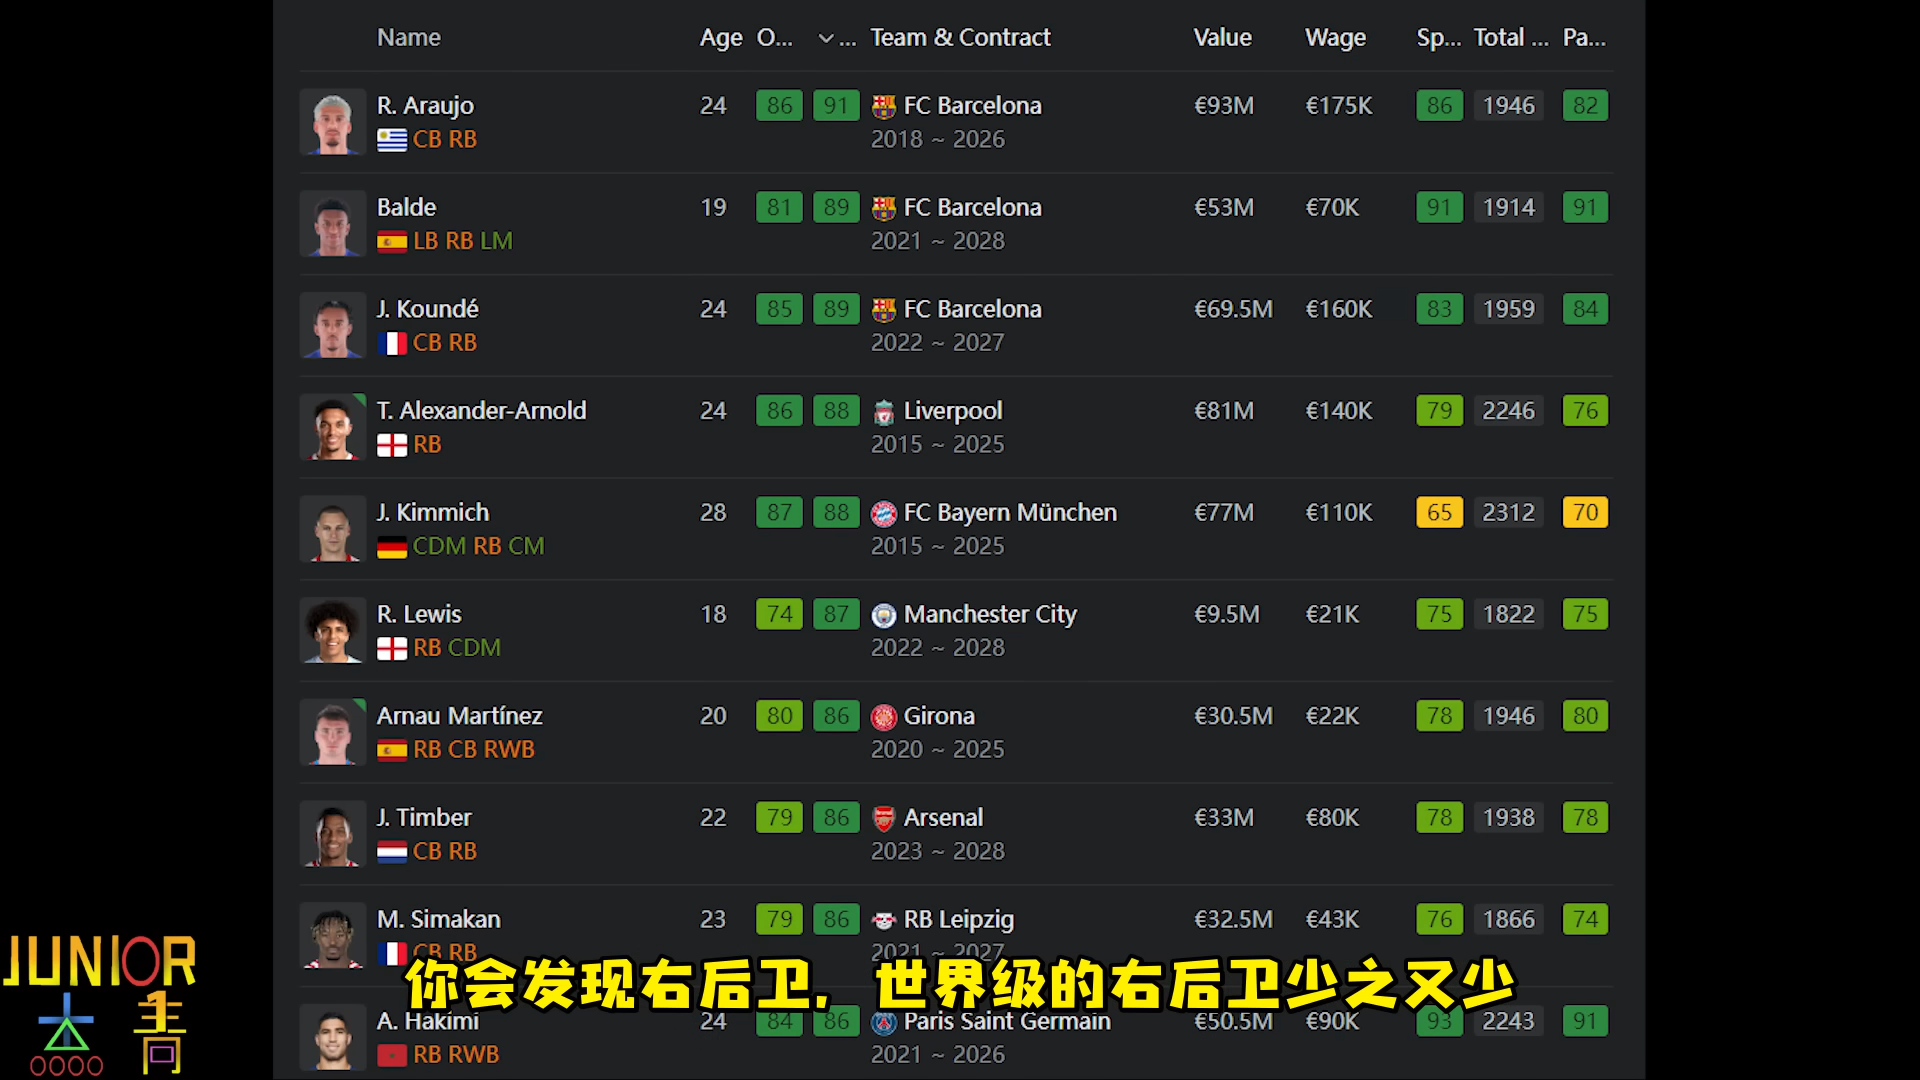 Name Age O... ... Team & Contract Value Wage Sp... Total ... Pa...
R. Araujo 24 86 91 FC Barcelona €93M €175K 86 1946 82
CB RB 2018 ~ 2026
Balde 19 81 89 FC Barcelona €53M €70K 91 1914 91
LB RB LM 2021 ~ 2028
J. Koundé 24 85 89 FC Barcelona €69.5M €160K 83 1959 84
CB RB 2022 ~ 2027
T. Alexander-Arnold 24 86 88 Liverpool €81M €140K 79 2246 76
RB 2015 ~ 2025
J. Kimmich 28 87 88 FC Bayern München €77M €110K 65 2312 70
CDM RB CM 2015 ~ 2025
R. Lewis 18 74 87 Manchester City €9.5M €21K 75 1822 75
RB CDM 2022 ~ 2028
Arnau Martínez 20 80 86 Girona €30.5M €22K 78 1946 80
RB CB RWB 2020 ~ 2025
J. Timber 22 79 86 Arsenal €33M €80K 78 1938 78
CB RB 2023 ~ 2028
M. Simakan 23 79 86 RB Leipzig €32.5M €43K 76 1866 74
CB RB 2021 ~ 2027
你会发现右后卫, 世界级的右后卫少之又少
A. Hakimi 24 84 86 Paris Saint Germain €50.5M €90K 93 2243 91
RB RWB 2021 ~ 2026
JUNIOR